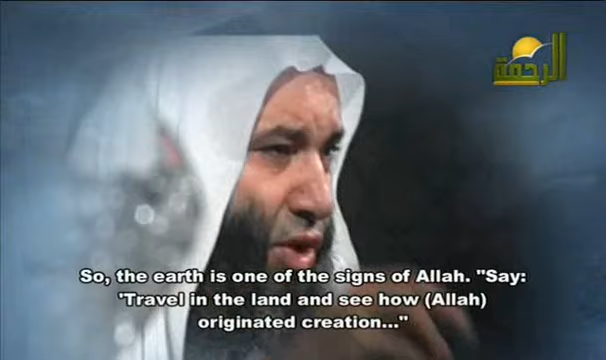 الرحمة
So, the earth is one of the signs of Allah. "Say:
'Travel in the land and see how (Allah)
originated creation..."